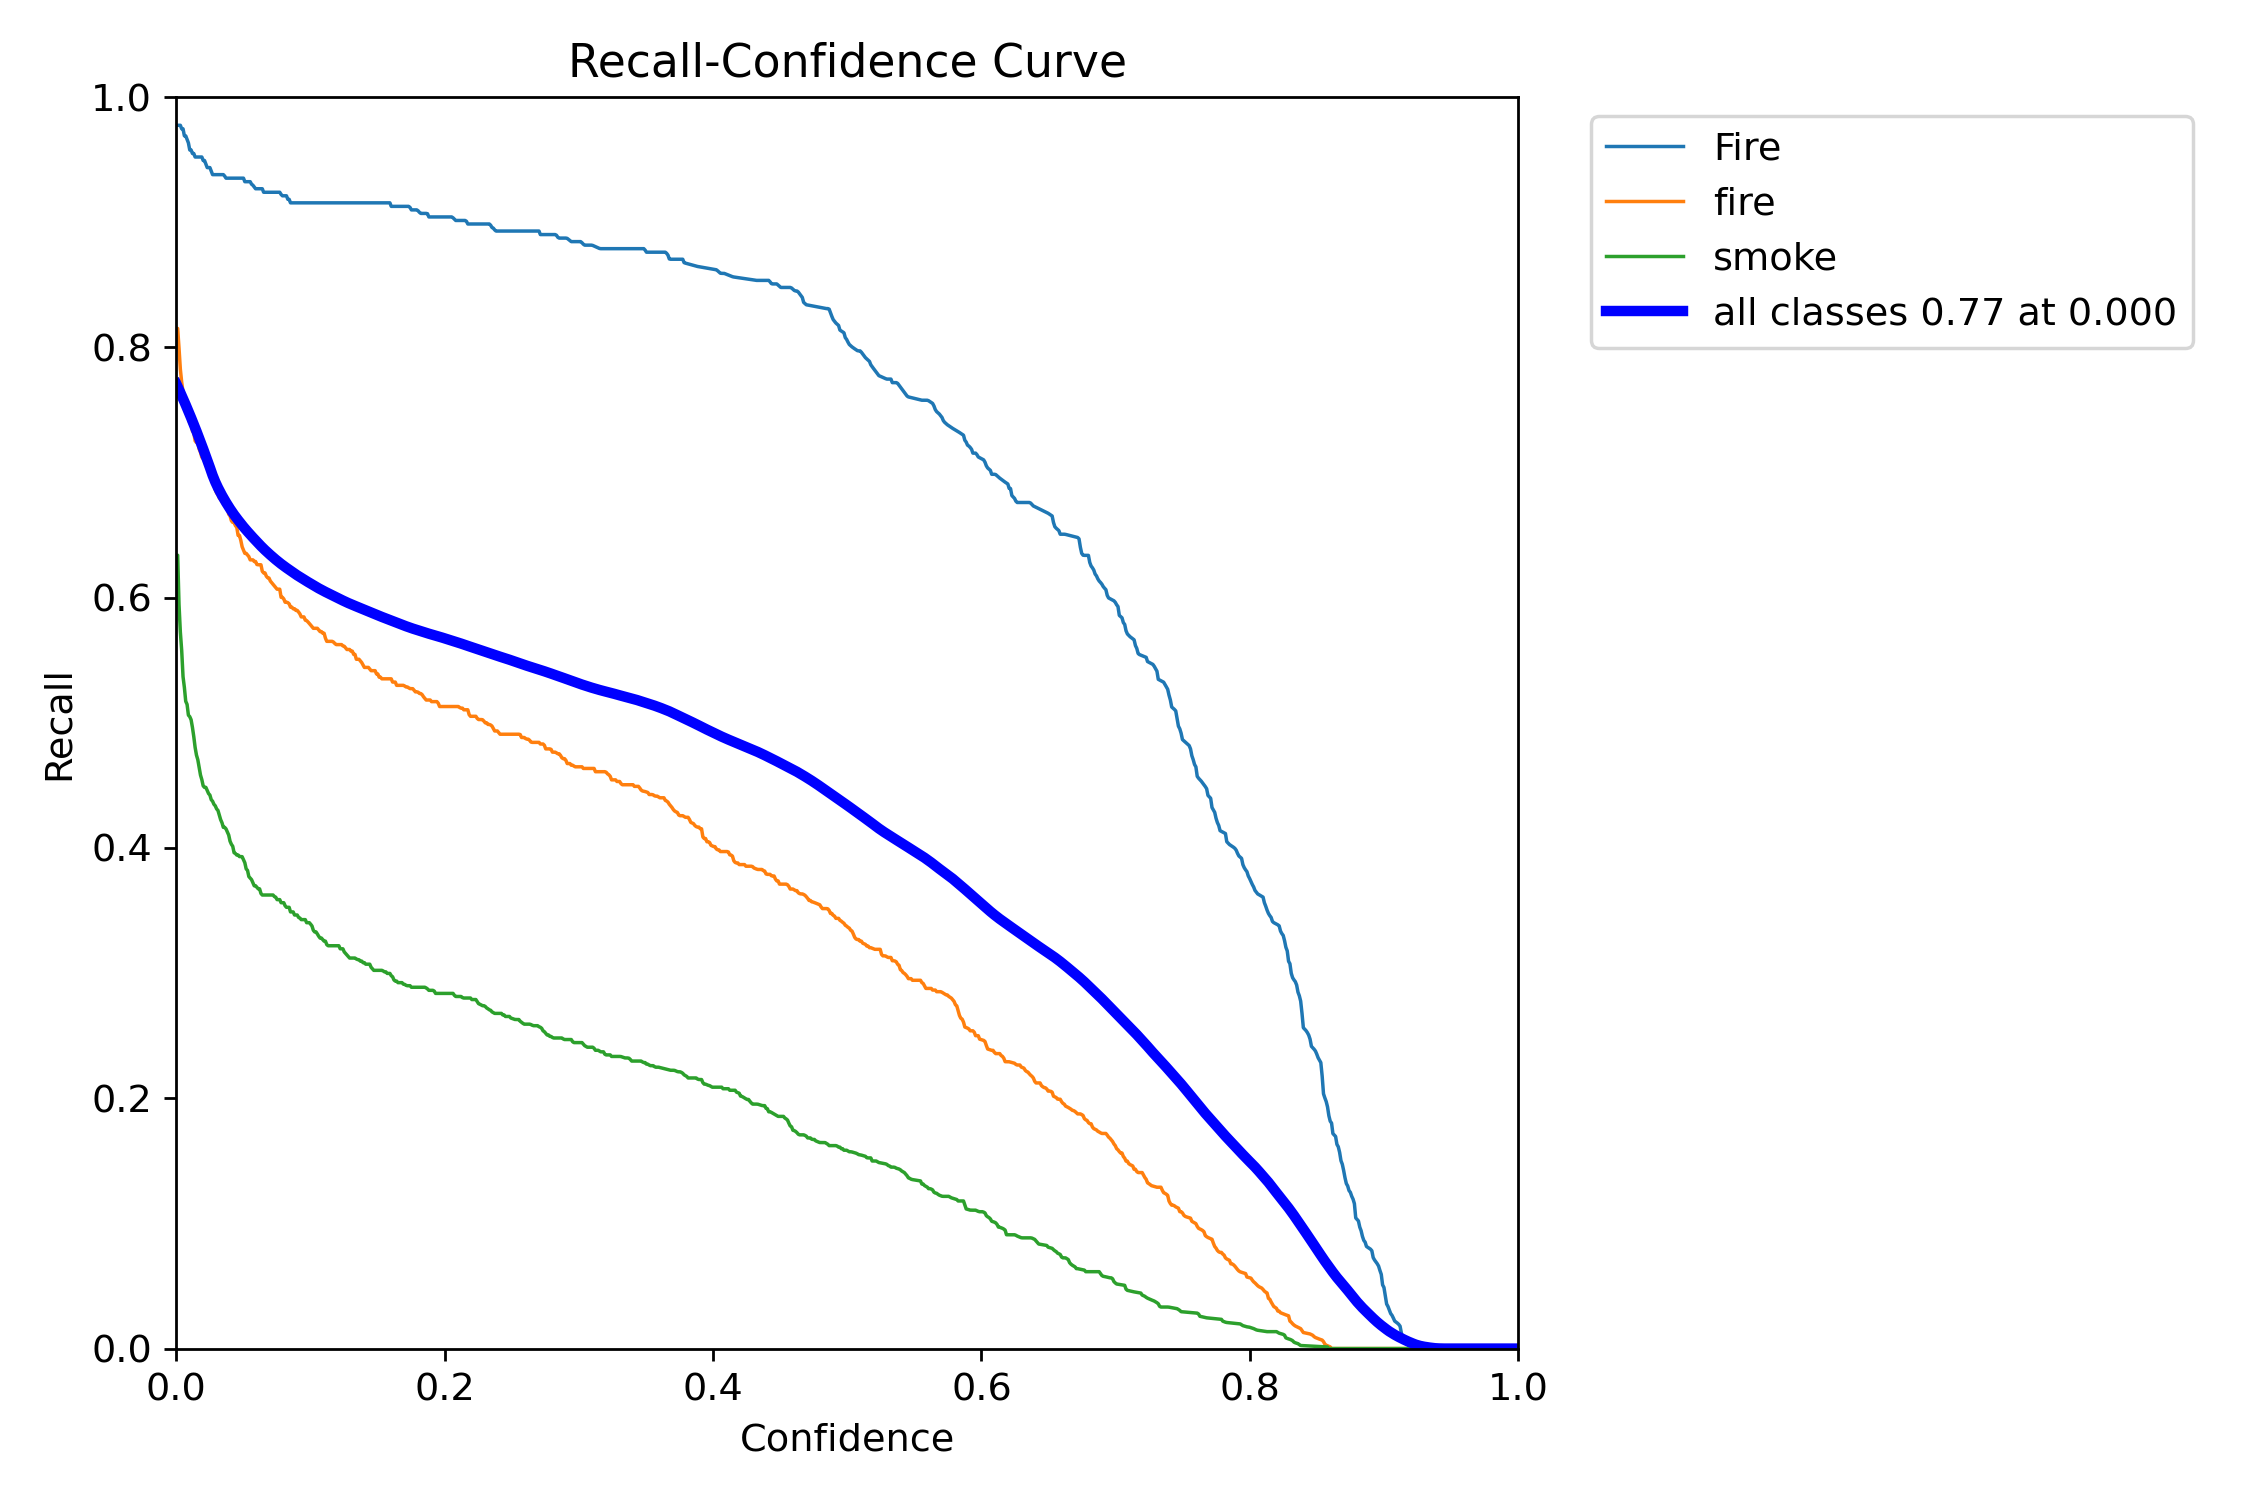 Recall-Confidence Curve
1.0
0.8
0.6
0.4
0.2
0.0
Recall
0.0 0.2 0.4 0.6 0.8 1.0
Confidence
Fire
fire
smoke
all classes 0.77 at 0.000